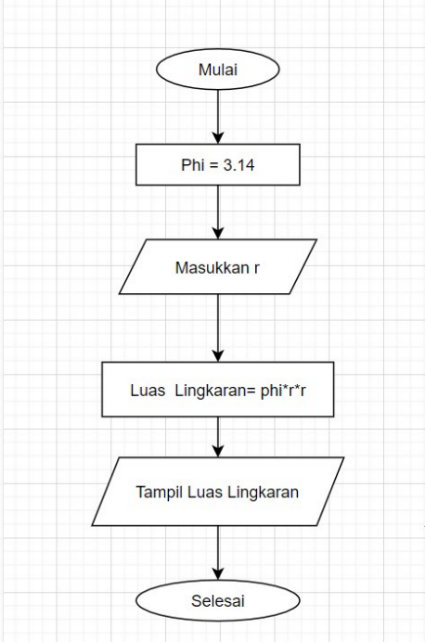 Mulai
Phi = 3.14
Masukkan r
Luas Lingkaran= phi*r*r
Tampil Luas Lingkaran
Selesai